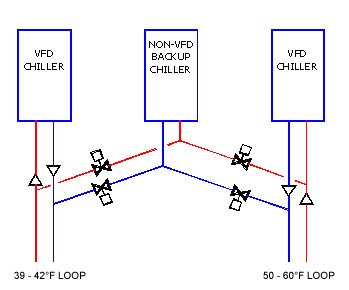 VFD
CHILLER
NON-VFD
BACKUP
CHILLER
VFD
CHILLER
39 - 42°F LOOP
50 - 60°F LOOP